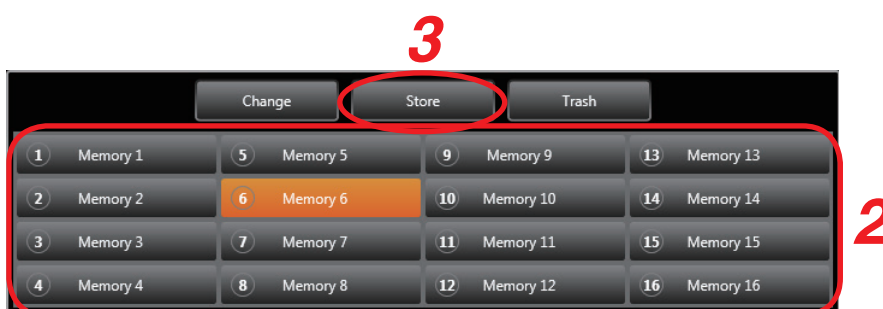 3
Change Store Trash
1 Memory 1 5 Memory 5 9 Memory 9 13 Memory 13
2 Memory 2 6 Memory 6 10 Memory 10 14 Memory 14
2
3 Memory 3 7 Memory 7 11 Memory 11 15 Memory 15
4 Memory 4 8 Memory 8 12 Memory 12 16 Memory 16